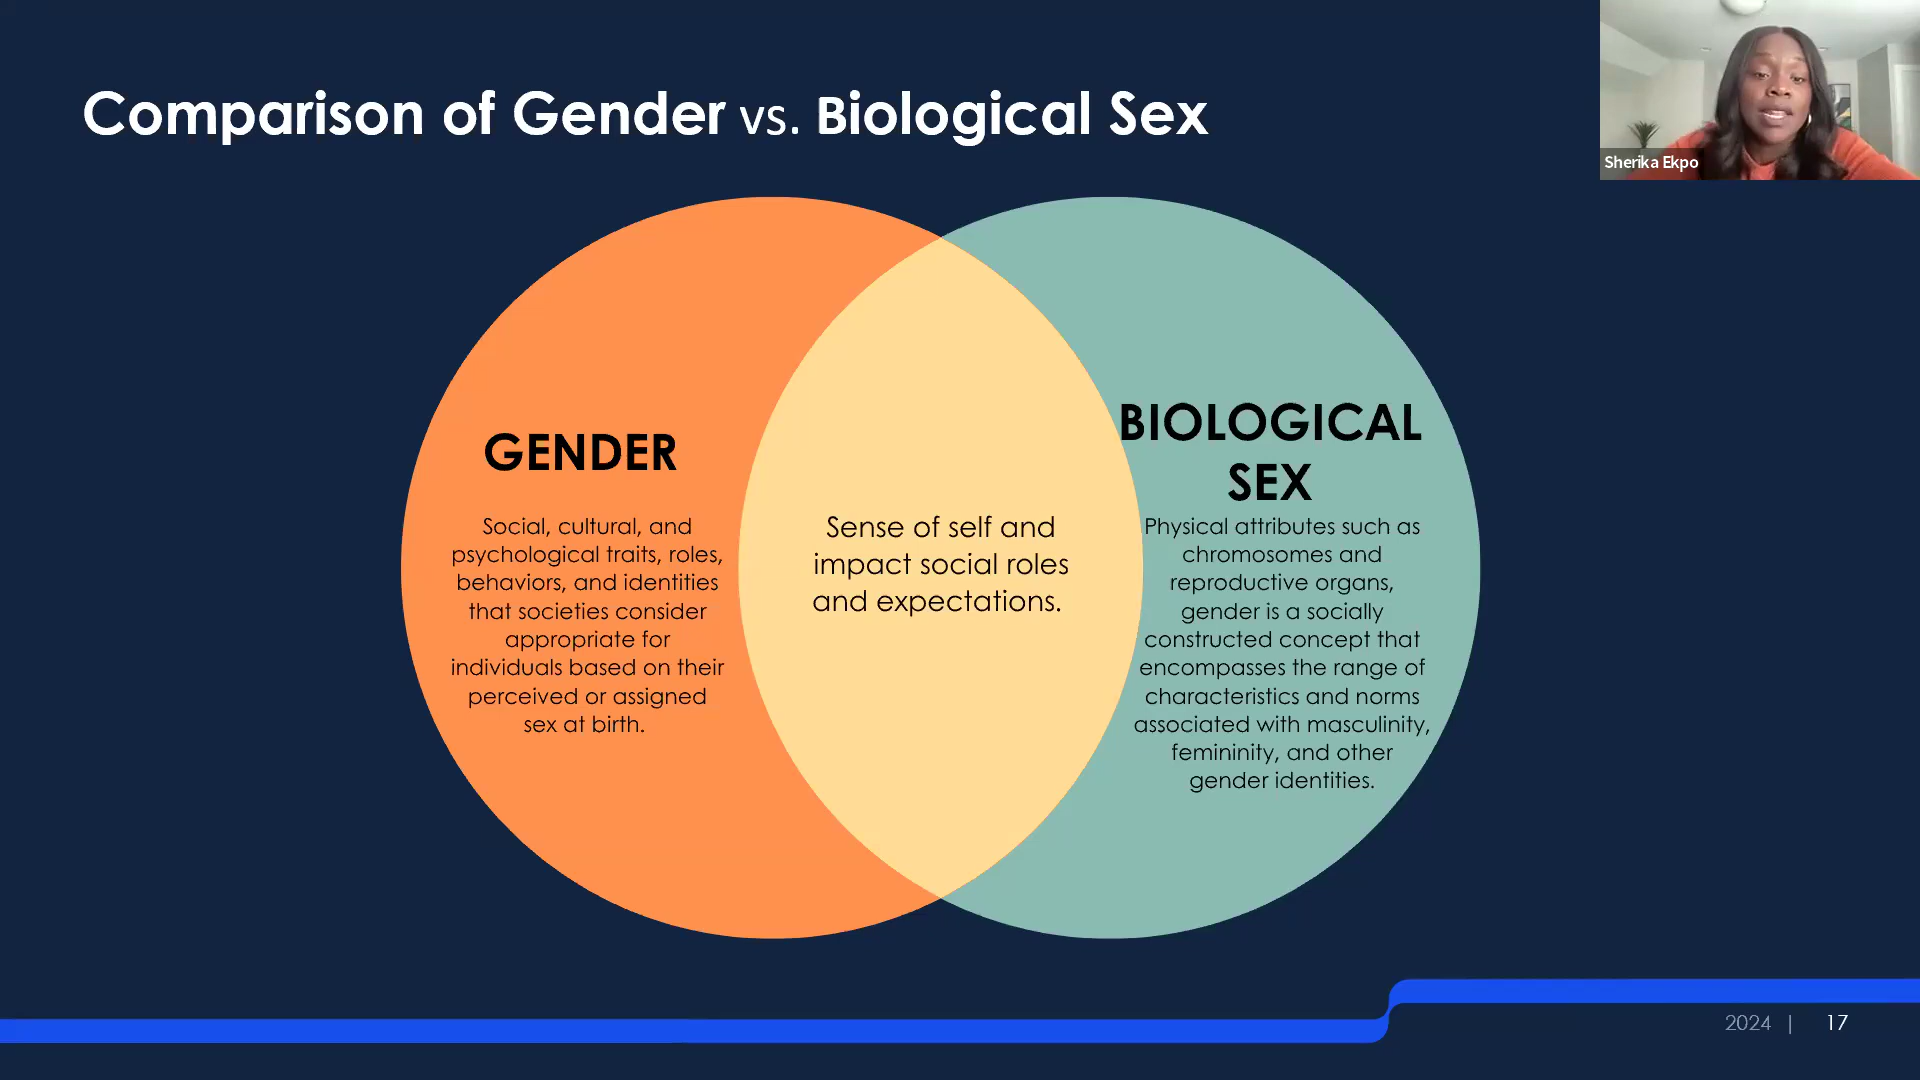 Comparison of Gender vs. Biological Sex
Sherika Ekpo
GENDER
Social, cultural, and
psychological traits, roles,
behaviors, and identities
that societies consider
appropriate for
individuals based on their
perceived or assigned
sex at birth.
Sense of self and
impact social roles
and expectations.
BIOLOGICAL
SEX
Physical attributes such as
chromosomes and
reproductive organs,
gender is a socially
constructed concept that
encompasses the range of
characteristics and norms
associated with masculinity,
femininity, and other
gender identities.
2024 | 17